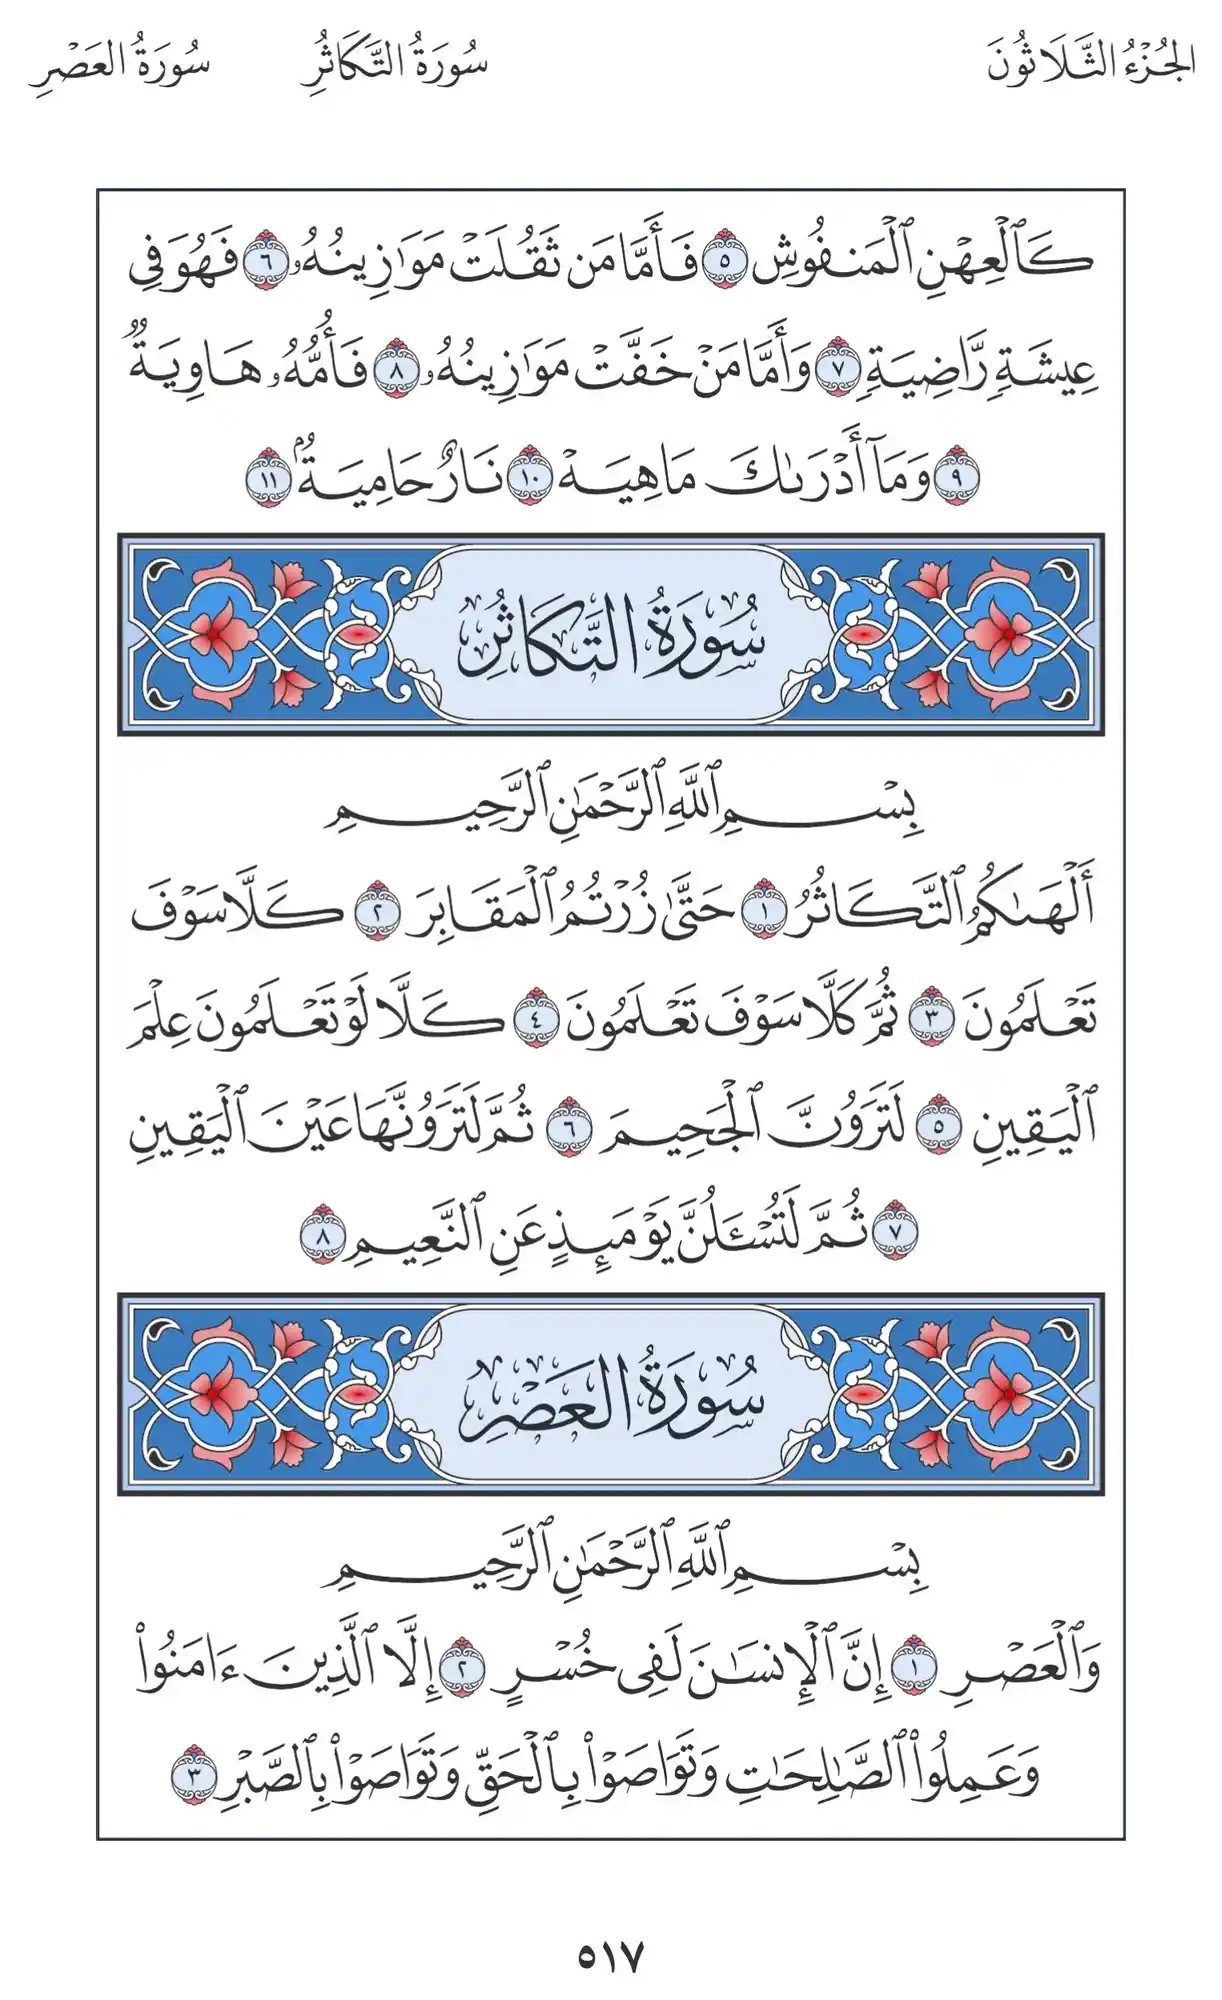 الجُزْءُ الثَّلَاثُونَ سُورَةُ التَّكَاثُرِ سُورَةُ العَصْرِ
كَٱلْعِهْنِ ٱلْمَنفُوشِ ٥ فَأَمَّا مَن ثَقُلَتْ مَوَٰزِينُهُۥ ٦ فَهُوَ فِى
عِيشَةٍ رَّاضِيَةٍ ٧ وَأَمَّا مَنْ خَفَّتْ مَوَٰزِينُهُۥ ٨ فَأُمُّهُۥ هَاوِيَةٌ
٩ وَمَآ أَدْرَىٰكَ مَا هِيَهْ ١٠ نَارٌ حَامِيَةٌۢ ١١
سُورَةُ التَّكَاثُرِ
بِسْمِ ٱللَّهِ ٱلرَّحْمَٰنِ ٱلرَّحِيمِ
أَلْهَىٰكُمُ ٱلتَّكَاثُرُ ١ حَتَّىٰ زُرْتُمُ ٱلْمَقَابِرَ ٢ كَلَّا سَوْفَ
تَعْلَمُونَ ٣ ثُمَّ كَلَّا سَوْفَ تَعْلَمُونَ ٤ كَلَّا لَوْ تَعْلَمُونَ عِلْمَ
ٱلْيَقِينِ ٥ لَتَرَوُنَّ ٱلْجَحِيمَ ٦ ثُمَّ لَتَرَوُنَّهَا عَيْنَ ٱلْيَقِينِ
٧ ثُمَّ لَتُسْـَٔلُنَّ يَوْمَئِذٍ عَنِ ٱلنَّعِيمِ ٨
سُورَةُ العَصْرِ
بِسْمِ ٱللَّهِ ٱلرَّحْمَٰنِ ٱلرَّحِيمِ
وَٱلْعَصْرِ ١ إِنَّ ٱلْإِنسَٰنَ لَفِى خُسْرٍ ٢ إِلَّا ٱلَّذِينَ ءَامَنُوا۟
وَعَمِلُوا۟ ٱلصَّٰلِحَٰتِ وَتَوَاصَوْا۟ بِٱلْحَقِّ وَتَوَاصَوْا۟ بِٱلصَّبْرِ ٣
٥١٧